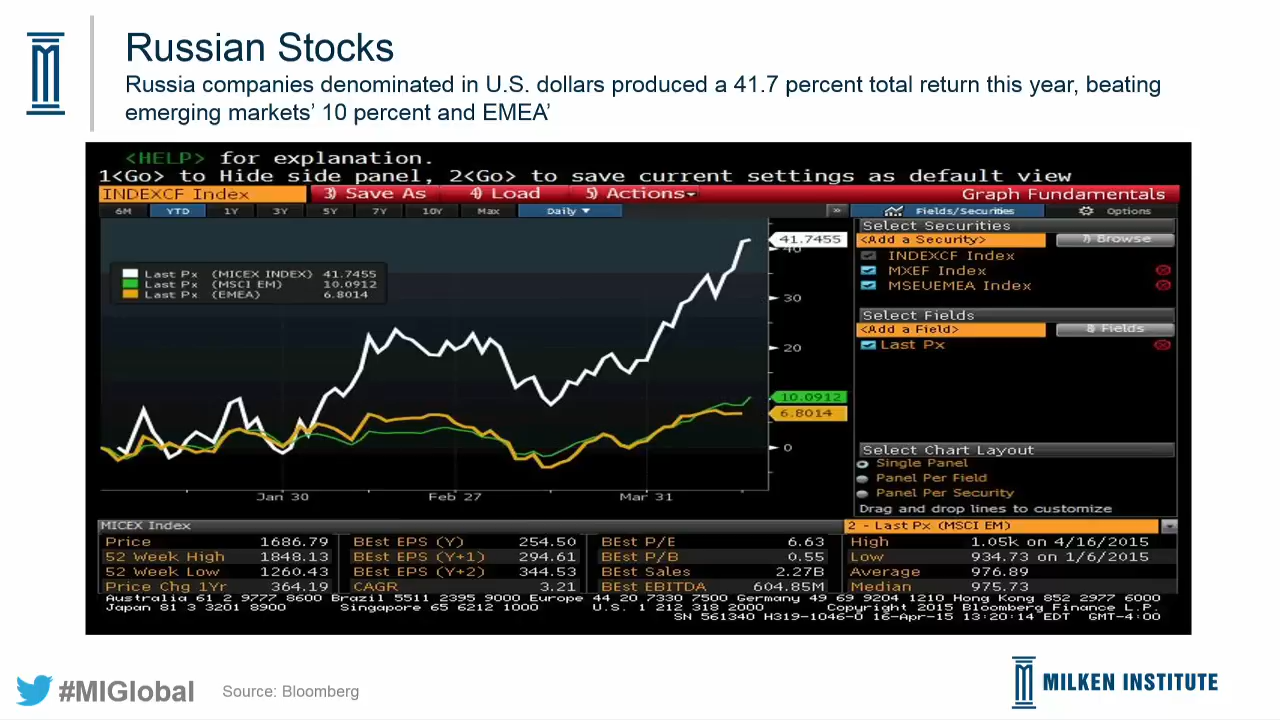 Russian Stocks
Russia companies denominated in U.S. dollars produced a 41.7 percent total return this year, beating
emerging markets’ 10 percent and EMEA’
<HELP> for explanation.
1<Go> to Hide side panel, 2<Go> to save current settings as default view
INDEXCF Index 3) Save As 4) Load 5) Actions Graph Fundamentals
6M YTD 1Y 3Y 5Y 7Y 10Y Max Daily » Fields/Securities Options
Select Securities
<Add a Security> 7) Browse
INDEXCF Index
MXEF Index
MSEUEMEA Index
Select Fields
<Add a Field> 8) Fields
Last Px
Select Chart Layout
Single Panel
Panel Per Field
Panel Per Security
Drag and drop lines to customize
Last Px (MICEX INDEX) 41.7455
Last Px (MSCI EM) 10.0912
Last Px (EMEA) 6.8014
41.7455
40
30
20
10.0912
6.8014
0
Jan 30 Feb 27 Mar 31
MICEX Index 2 - Last Px (MSCI EM)
Price 1686.79 BEst EPS (Y) 254.50 BEst P/E 6.63 High 1.05k on 4/16/2015
52 Week High 1848.13 BEst EPS (Y+1) 294.61 BEst P/B 0.55 Low 934.73 on 1/6/2015
52 Week Low 1260.43 BEst EPS (Y+2) 344.53 BEst Sales 2.27B Average 976.89
Price Chg 1Yr 364.19 CAGR 3.21 BEst EBITDA 604.85M Median 975.73
Australia 61 2 9777 8600 Brazil 5511 2395 9000 Europe 44 20 7330 7500 Germany 49 69 9204 1210 Hong Kong 852 2977 6000
Japan 81 3 3201 8900 Singapore 65 6212 1000 U.S. 1 212 318 2000 Copyright 2015 Bloomberg Finance L.P.
SN 561340 H319-1046-0 16-Apr-15 13:20:14 EDT GMT-4:00
#MIGlobal Source: Bloomberg
MILKEN INSTITUTE